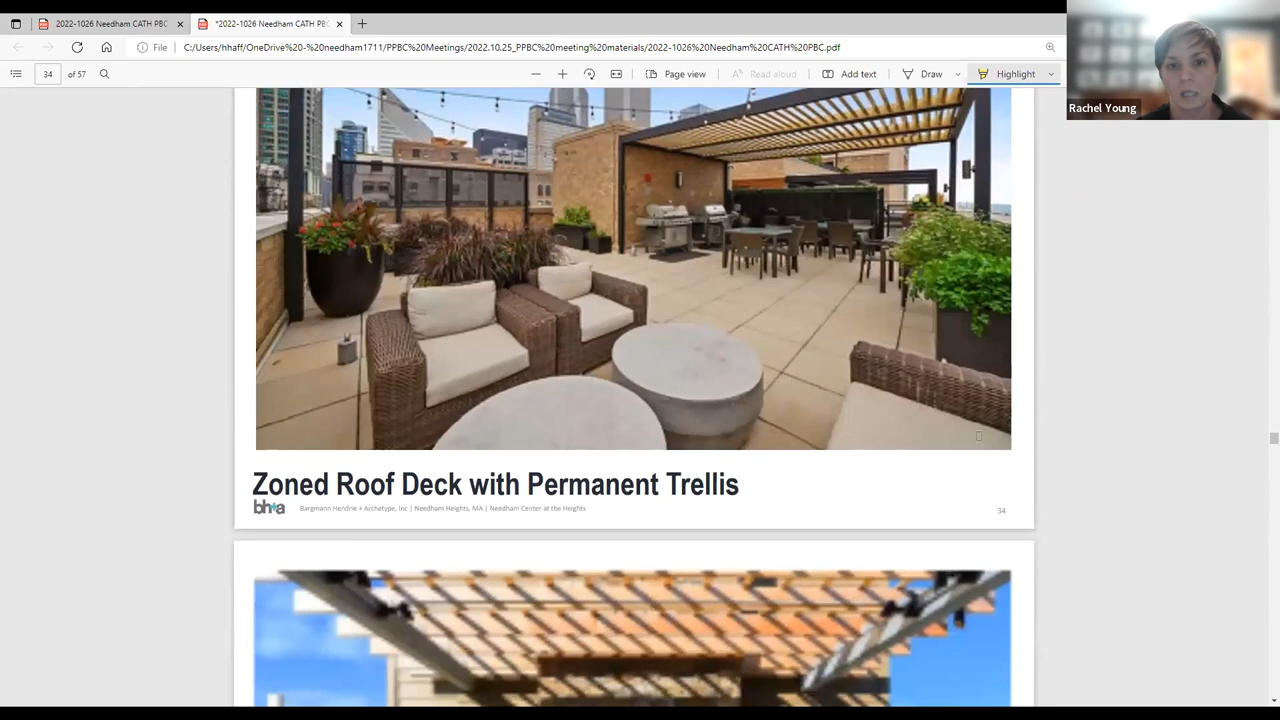 2022-1026 Needham CATH PBC
*2022-1026 Needham CATH PBC
File
C:/Users/hhaff/OneDrive%20-%20needham1711/PPBC%20Meetings/2022.10.25_PPBC%20meeting%20materials/2022-1026%20Needham%20CATH%20PBC.pdf
34 of 57
Page view
Read aloud
Add text
Draw
Highlight
Rachel Young
Zoned Roof Deck with Permanent Trellis
bh+a
Bargmann Hendrie + Archetype, Inc | Needham Heights, MA | Needham Center at the Heights
34